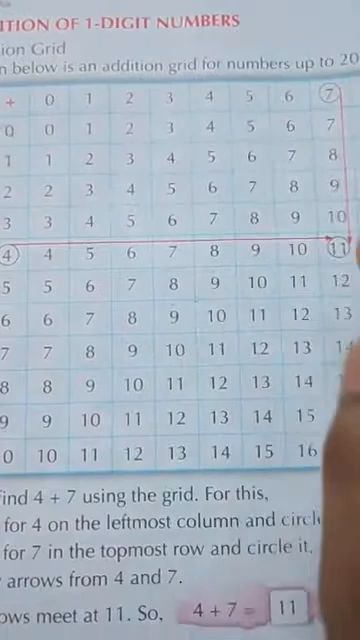 ITION OF 1-DIGIT NUMBERS
ion Grid
n below is an addition grid for numbers up to 20
+ 0 1 2 3 4 5 6 7
0 0 1 2 3 4 5 6 7
1 1 2 3 4 5 6 7 8
2 2 3 4 5 6 7 8 9
3 3 4 5 6 7 8 9 10
4 4 5 6 7 8 9 10 11
5 5 6 7 8 9 10 11 12
6 6 7 8 9 10 11 12 13
7 7 8 9 10 11 12 13 14
8 8 9 10 11 12 13 14
9 9 10 11 12 13 14 15
0 10 11 12 13 14 15 16
find 4 + 7 using the grid. For this,
for 4 on the leftmost column and circl
for 7 in the topmost row and circle it.
arrows from 4 and 7.
ows meet at 11. So, 4 + 7 = 11